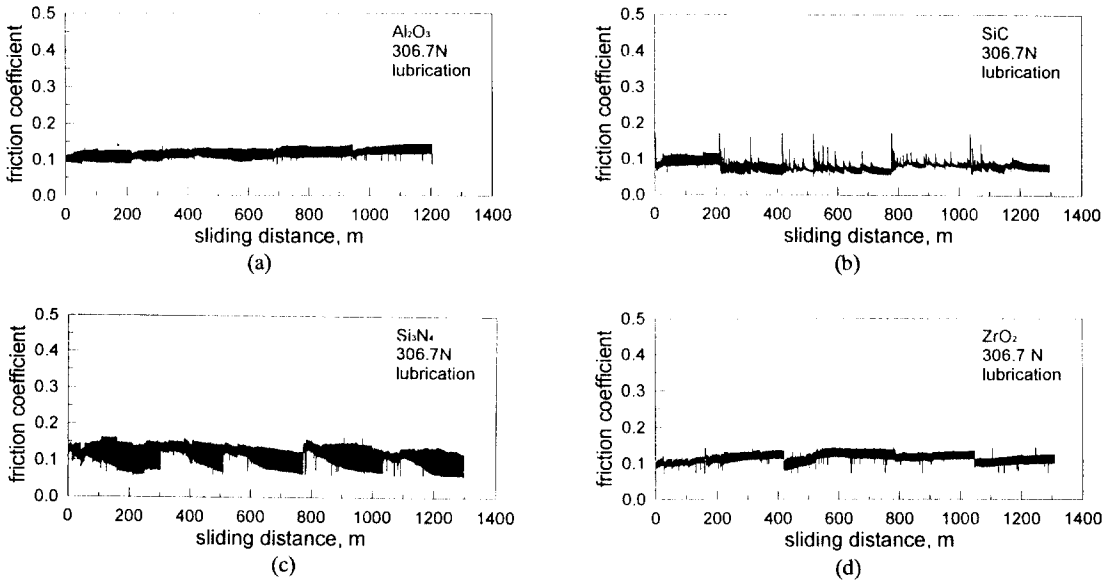 0.5
0.4
0.3
0.2
0.1
0.0
friction coefficient
Al₂O₃
306.7N
lubrication
0 200 400 600 800 1000 1200 1400
sliding distance, m
(a)
0.5
0.4
0.3
0.2
0.1
0.0
friction coefficient
SiC
306.7N
lubrication
0 200 400 600 800 1000 1200 1400
sliding distance, m
(b)
0.5
0.4
0.3
0.2
0.1
0.0
friction coefficient
Si₃N₄
306.7N
lubrication
0 200 400 600 800 1000 1200 1400
sliding distance, m
(c)
0.5
0.4
0.3
0.2
0.1
0.0
friction coefficient
ZrO₂
306.7 N
lubrication
0 200 400 600 800 1000 1200 1400
sliding distance, m
(d)